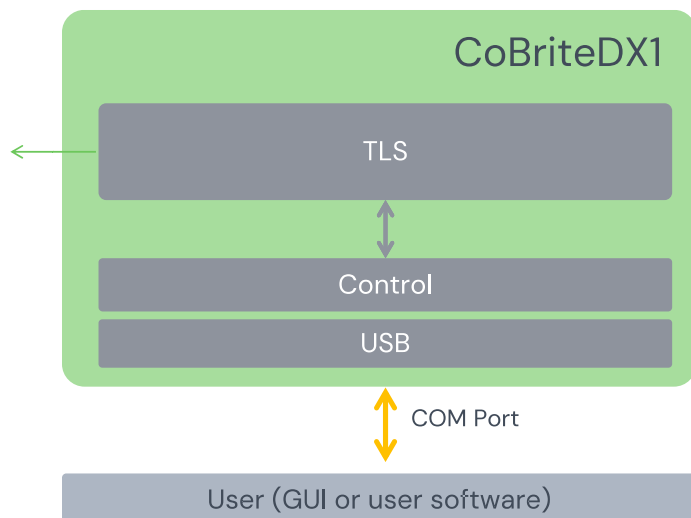 CoBriteDX1
TLS
Control
USB
COM Port
User (GUI or user software)